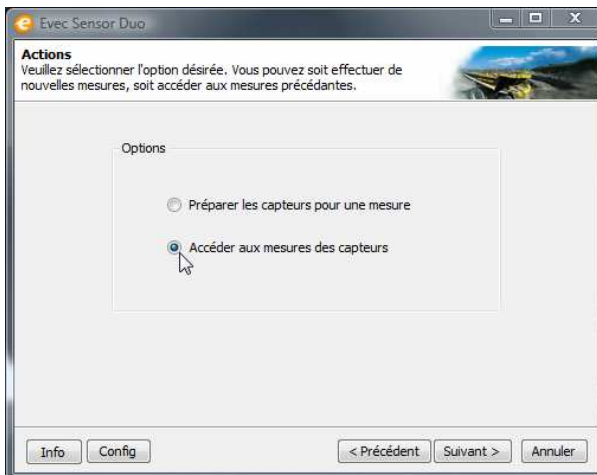 Evec Sensor Duo
Actions
Veuillez sélectionner l'option désirée. Vous pouvez soit effectuer de
nouvelles mesures, soit accéder aux mesures précédantes.
Options
Préparer les capteurs pour une mesure
Accéder aux mesures des capteurs
Info
Config
< Précédent
Suivant >
Annuler